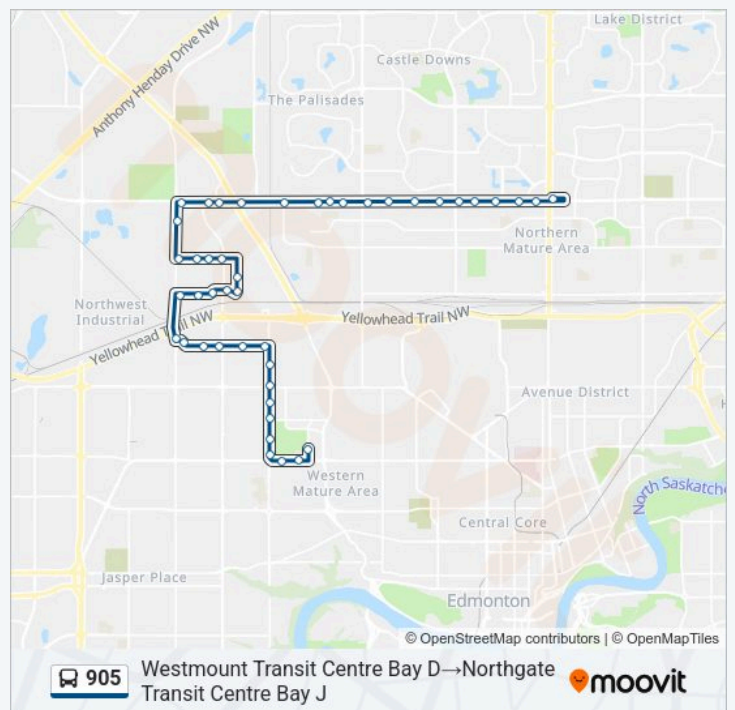 Lake District
Castle Downs
Anthony Henday Drive NW
The Palisades
Northern
Mature Area
Northwest
Industrial
Yellowhead Trail NW
Yellowhead Trail NW
Avenue District
Western
Mature Area
North Saskatche
Central Core
Jasper Place
Edmonton
© OpenStreetMap contributors | © OpenMapTiles
905
Westmount Transit Centre Bay D→Northgate
Transit Centre Bay J
moovit